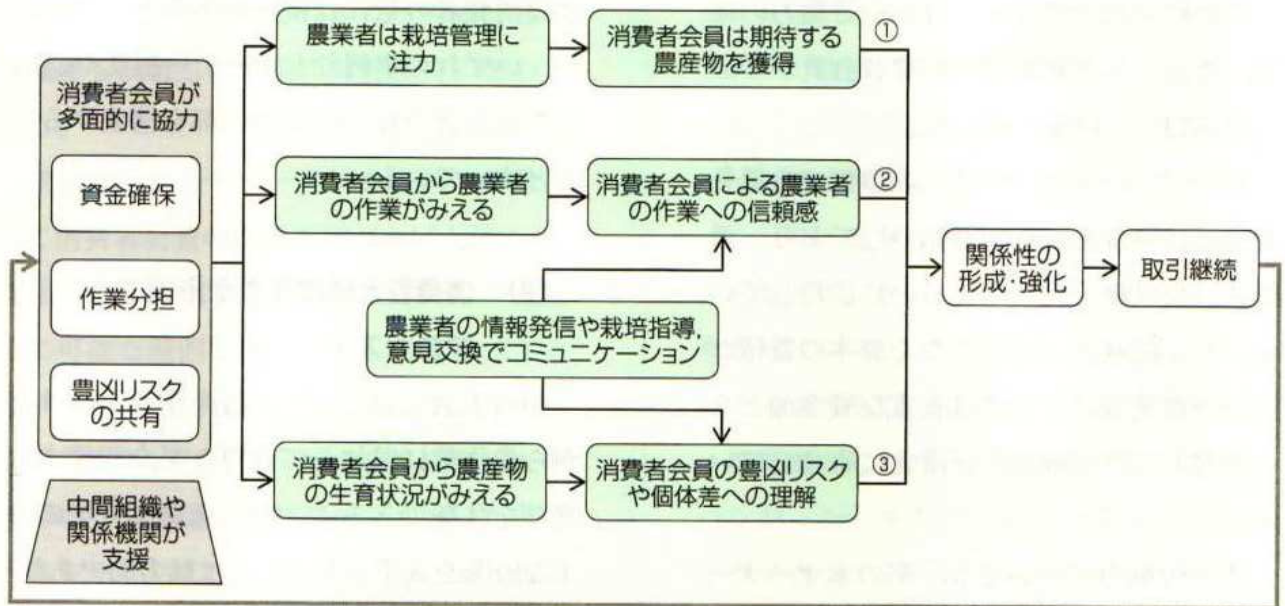 消費者会員が
多面的に協力
資金確保
作業分担
豊凶リスク
の共有
中間組織や
関係機関が
支援
農業者は栽培管理に
注力
消費者会員は期待する
農産物を獲得
①
消費者会員から農業者
の作業がみえる
消費者会員による農業者
の作業への信頼感
②
農業者の情報発信や栽培指導,
意見交換でコミュニケーション
消費者会員から農産物
の生育状況がみえる
消費者会員の豊凶リスク
や個体差への理解
③
関係性の
形成・強化
取引継続